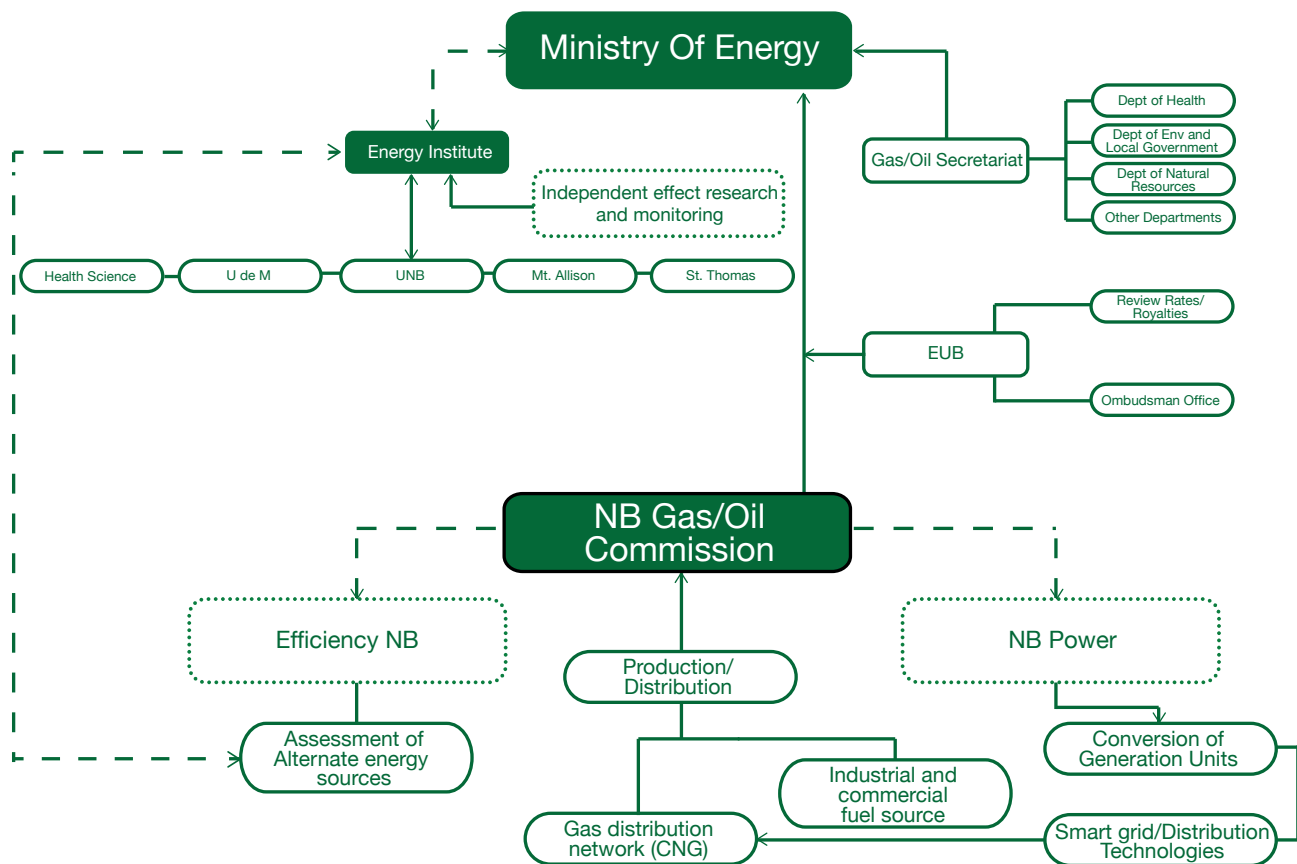 Ministry Of Energy
Dept of Health
Energy Institute
Gas/Oil Secretariat
Dept of Env and
Local Government
Dept of Natural
Resources
Other Departments
Independent effect research
and monitoring
Health Science
U de M
UNB
Mt. Allison
St. Thomas
Review Rates/
Royalties
EUB
Ombudsman Office
NB Gas/Oil
Commission
Efficiency NB
Production/
Distribution
NB Power
Assessment of
Alternate energy
sources
Industrial and
commercial
fuel source
Conversion of
Generation Units
Gas distribution
network (CNG)
Smart grid/Distribution
Technologies